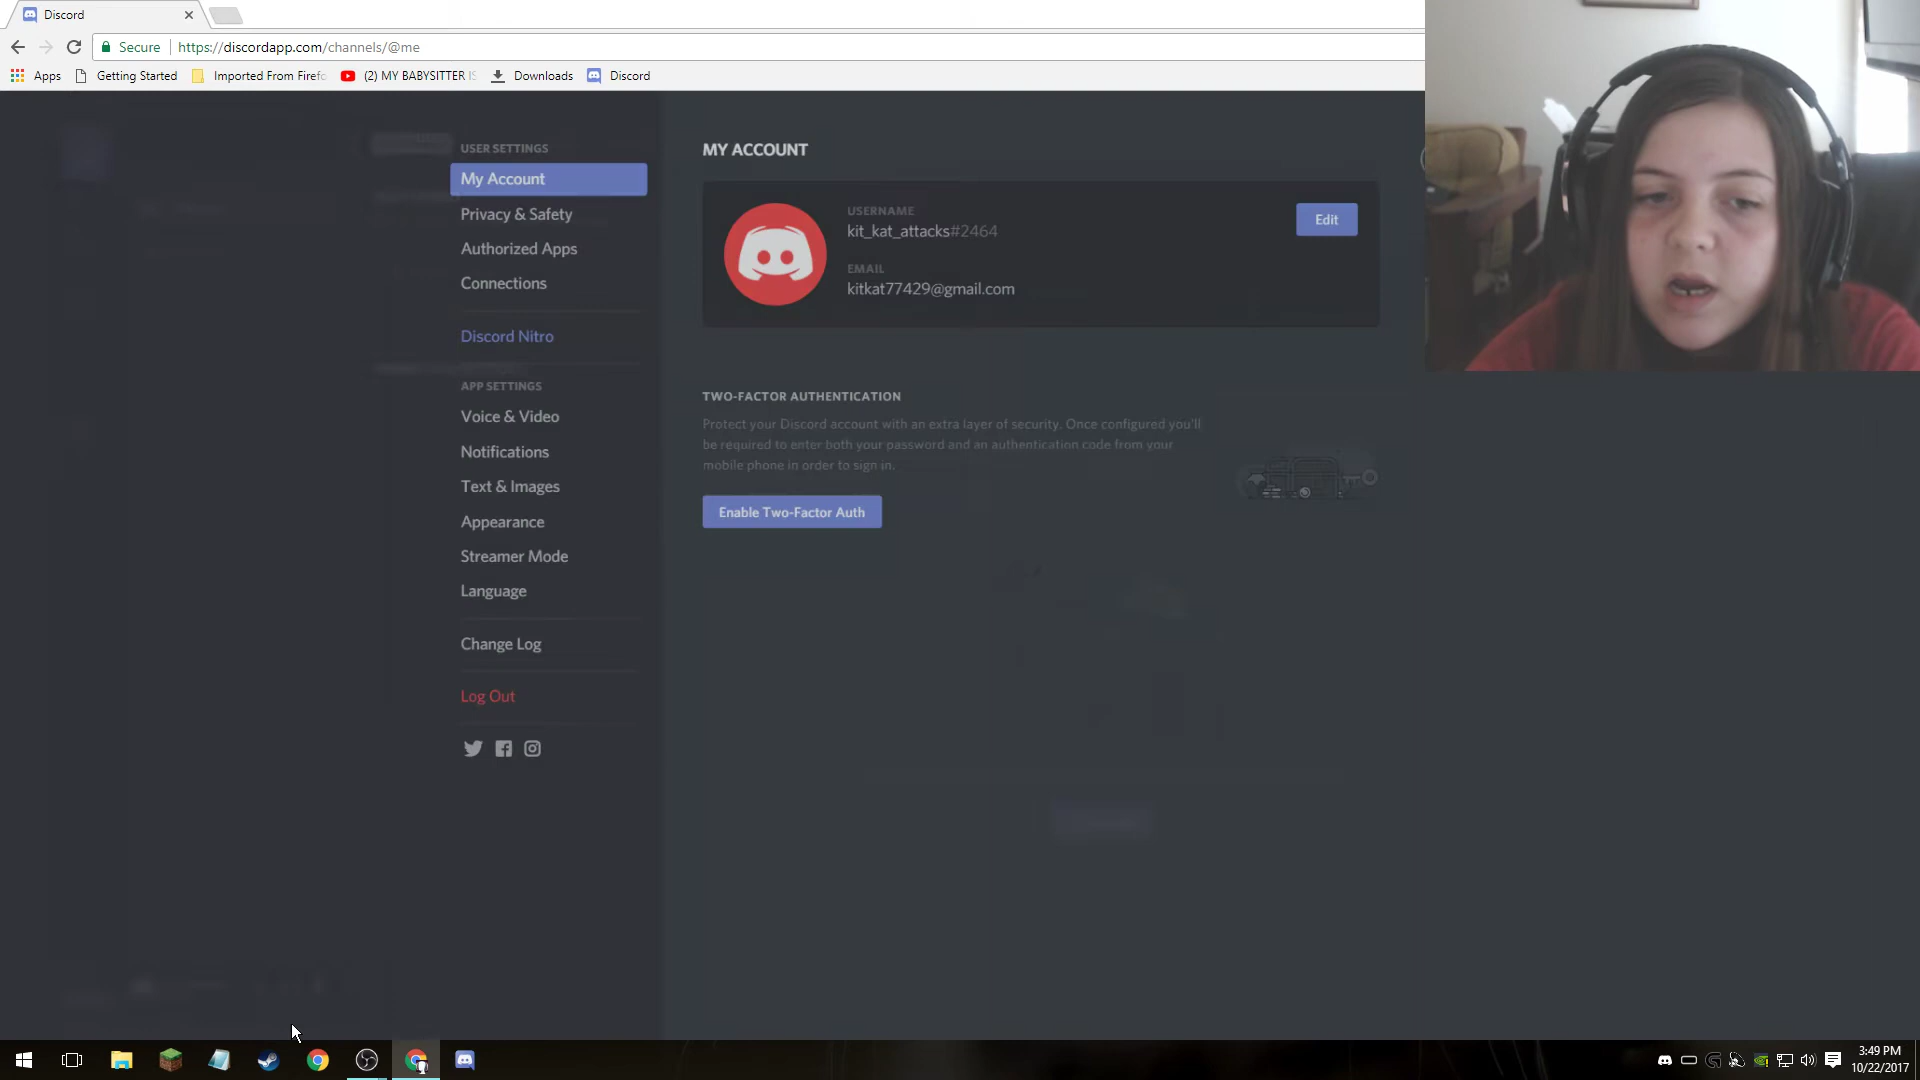 Discord
Secure https://discordapp.com/channels/@me
Apps Getting Started Imported From Firefo (2) MY BABYSITTER IS Downloads Discord
USER SETTINGS
My Account
Privacy & Safety
Authorized Apps
Connections
Discord Nitro
APP SETTINGS
Voice & Video
Notifications
Text & Images
Appearance
Streamer Mode
Language
Change Log
Log Out
MY ACCOUNT
USERNAME
kit_kat_attacks#2464
Edit
EMAIL
kitkat77429@gmail.com
TWO-FACTOR AUTHENTICATION
Protect your Discord account with an extra layer of security. Once configured you'll
be required to enter both your password and an authentication code from your
mobile phone in order to sign in.
Enable Two-Factor Auth
3:49 PM
10/22/2017